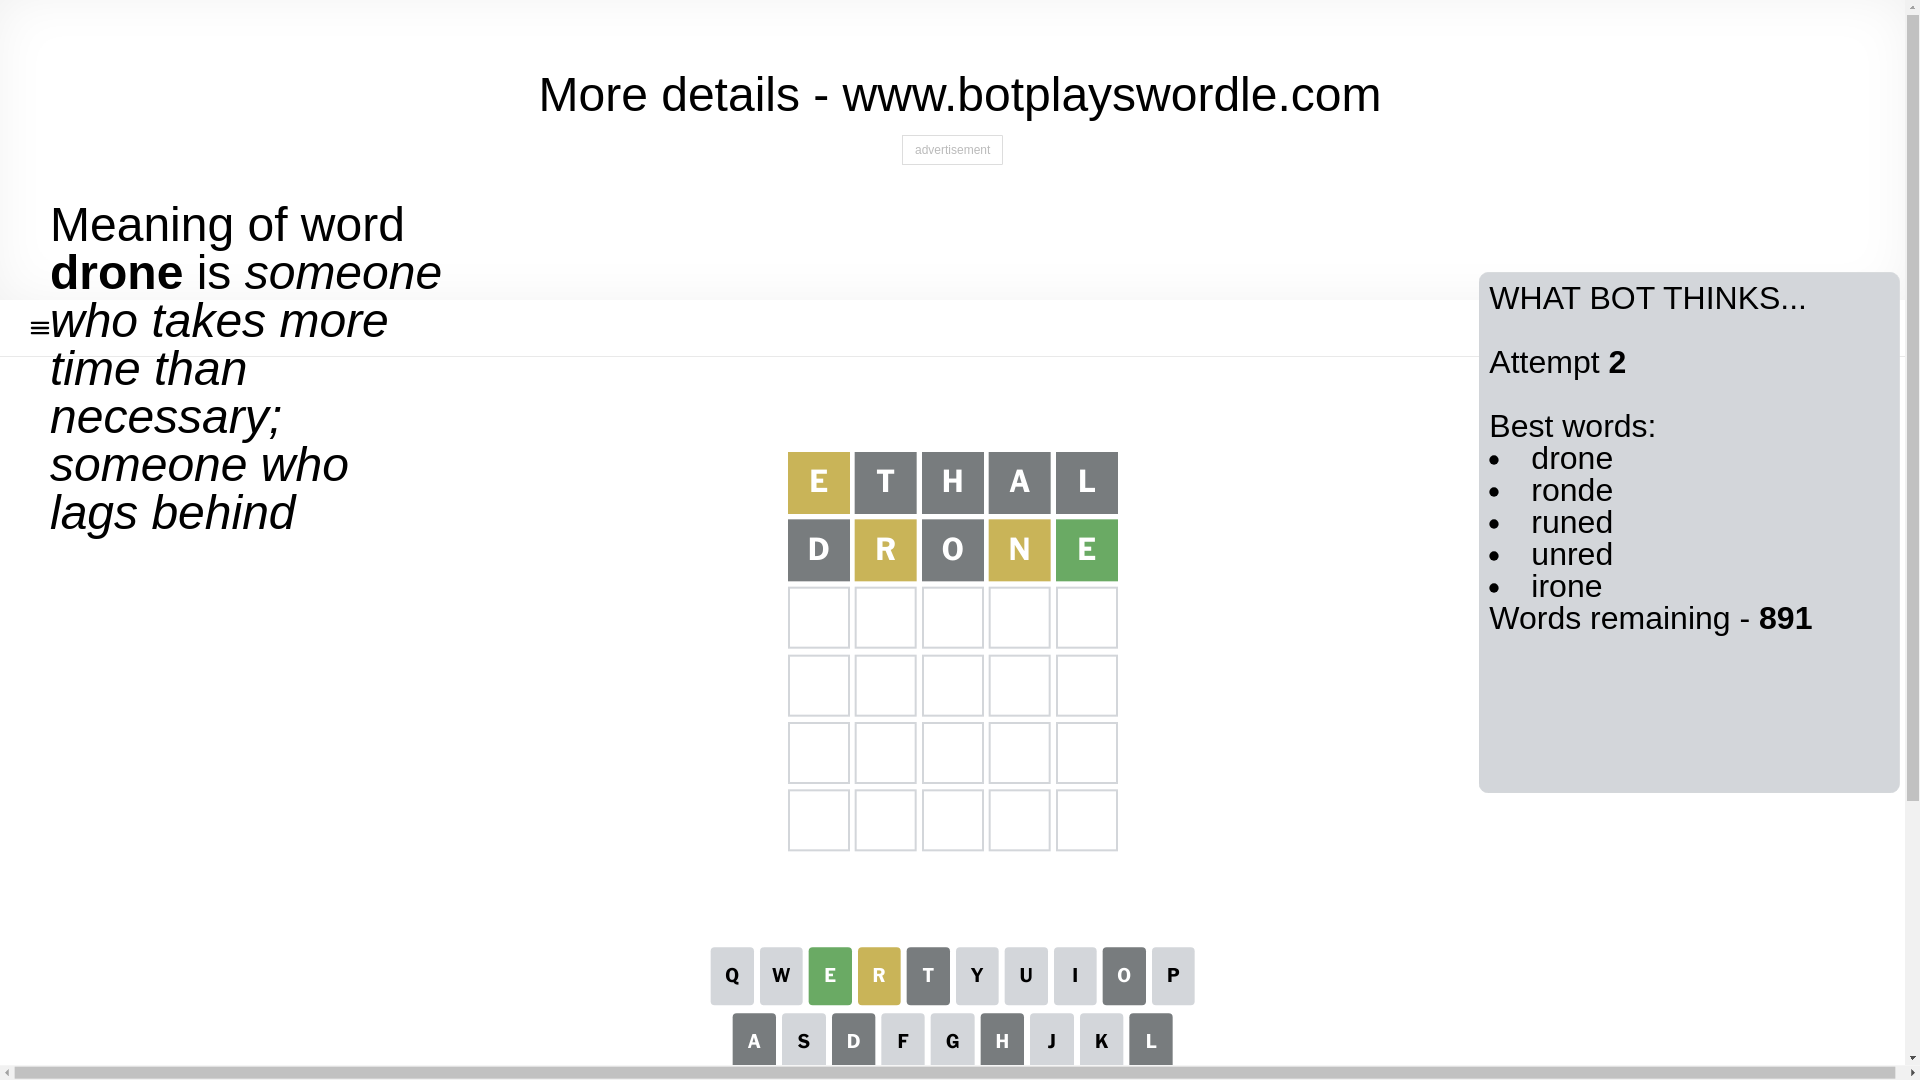 More details - www.botplayswordle.com
advertisement
Meaning of word
drone is someone
who takes more
time than
necessary;
someone who
lags behind
WHAT BOT THINKS...
Attempt 2
Best words:
• drone
• ronde
• runed
• unred
• irone
Words remaining - 891
E T H A L
D R O N E
Q W E R T Y U I O P
A S D F G H J K L